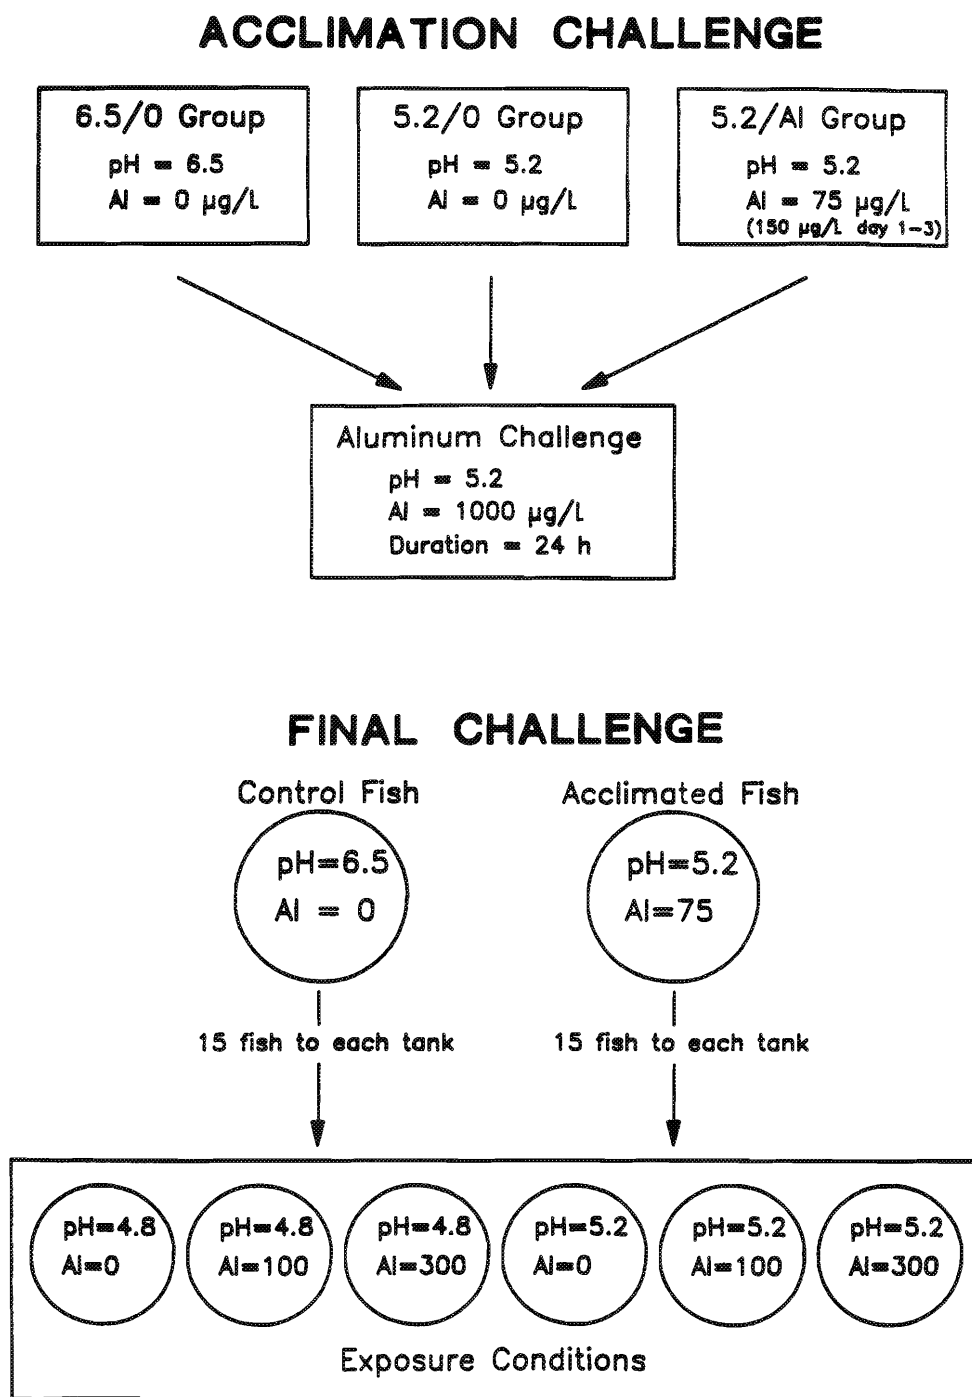 ACCLIMATION CHALLENGE
6.5/0 Group
pH = 6.5
Al = 0 µg/L
5.2/0 Group
pH = 5.2
Al = 0 µg/L
5.2/Al Group
pH = 5.2
Al = 75 µg/L
(150 µg/L day 1-3)
Aluminum Challenge
pH = 5.2
Al = 1000 µg/L
Duration = 24 h
FINAL CHALLENGE
Control Fish
pH=6.5
Al = 0
Acclimated Fish
pH=5.2
Al=75
15 fish to each tank
15 fish to each tank
pH=4.8
Al=0
pH=4.8
Al=100
pH=4.8
Al=300
pH=5.2
Al=0
pH=5.2
Al=100
pH=5.2
Al=300
Exposure Conditions